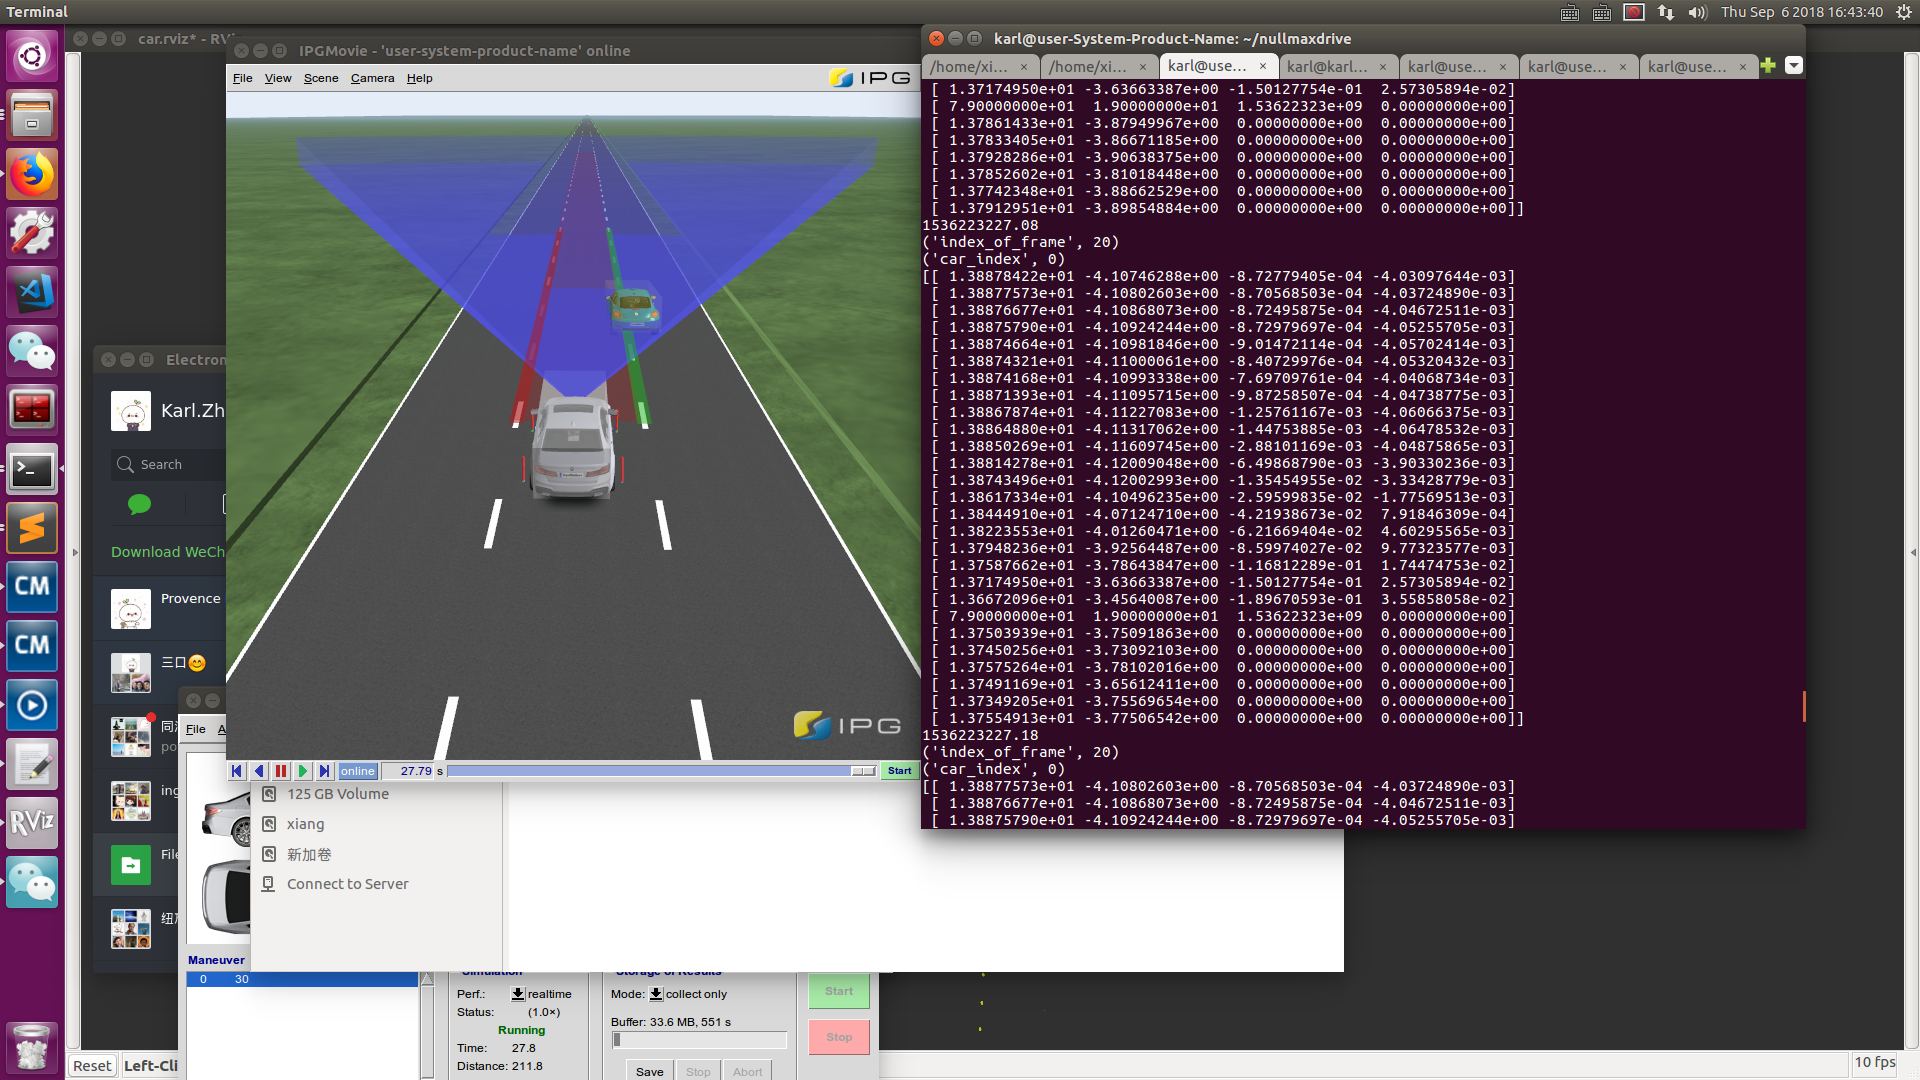 Terminal
Thu Sep 6 2018 16:43:40
car.rviz* - RV
IPGMovie - 'user-system-product-name' online
File View Scene Camera Help
IPG
karl@user-System-Product-Name: ~/nullmaxdrive
/home/xi... × /home/xi... × karl@use... × karl@karl... × karl@use... × karl@use... × karl@use... ×
[ 1.37174950e+01 -3.63663387e+00 -1.50127754e-01 2.57305894e-02]
[ 7.90000000e+01 1.90000000e+01 1.53622323e+09 0.00000000e+00]
[ 1.37861433e+01 -3.87949967e+00 0.00000000e+00 0.00000000e+00]
[ 1.37833405e+01 -3.86671185e+00 0.00000000e+00 0.00000000e+00]
[ 1.37928286e+01 -3.90638375e+00 0.00000000e+00 0.00000000e+00]
[ 1.37852602e+01 -3.81018448e+00 0.00000000e+00 0.00000000e+00]
[ 1.37742348e+01 -3.88662529e+00 0.00000000e+00 0.00000000e+00]
[ 1.37912951e+01 -3.89854884e+00 0.00000000e+00 0.00000000e+00]]
1536223227.08
('index_of_frame', 20)
('car_index', 0)
[[ 1.38878422e+01 -4.10746288e+00 -8.72779405e-04 -4.03097644e-03]
[ 1.38877573e+01 -4.10802603e+00 -8.70568503e-04 -4.03724890e-03]
[ 1.38876677e+01 -4.10868073e+00 -8.72495875e-04 -4.04672511e-03]
[ 1.38875790e+01 -4.10924244e+00 -8.72979697e-04 -4.05255705e-03]
[ 1.38874664e+01 -4.10981846e+00 -9.01472114e-04 -4.05702414e-03]
[ 1.38874321e+01 -4.11000061e+00 -8.40729976e-04 -4.05320432e-03]
[ 1.38874168e+01 -4.10993338e+00 -7.69709761e-04 -4.04068734e-03]
[ 1.38871393e+01 -4.11095715e+00 -9.87258507e-04 -4.04738775e-03]
[ 1.38867874e+01 -4.11227083e+00 -1.25761167e-03 -4.06066375e-03]
[ 1.38864880e+01 -4.11317062e+00 -1.44753885e-03 -4.06478532e-03]
[ 1.38850269e+01 -4.11609745e+00 -2.88101169e-03 -4.04875865e-03]
[ 1.38814278e+01 -4.12009048e+00 -6.49868790e-03 -3.90330236e-03]
[ 1.38743496e+01 -4.12002993e+00 -1.35454955e-02 -3.33428779e-03]
[ 1.38617334e+01 -4.10496235e+00 -2.59599835e-02 -1.77569513e-03]
[ 1.38444910e+01 -4.07124710e+00 -4.21938673e-02 7.91846309e-04]
[ 1.38223553e+01 -4.01260471e+00 -6.21669404e-02 4.60295565e-03]
[ 1.37948236e+01 -3.92564487e+00 -8.59974027e-02 9.77323577e-03]
[ 1.37587662e+01 -3.78643847e+00 -1.16812289e-01 1.74474753e-02]
[ 1.37174950e+01 -3.63663387e+00 -1.50127754e-01 2.57305894e-02]
[ 1.36672096e+01 -3.45640087e+00 -1.89670593e-01 3.55858058e-02]
[ 7.90000000e+01 1.90000000e+01 1.53622323e+09 0.00000000e+00]
[ 1.37503939e+01 -3.75091863e+00 0.00000000e+00 0.00000000e+00]
[ 1.37450256e+01 -3.73092103e+00 0.00000000e+00 0.00000000e+00]
[ 1.37575264e+01 -3.78102016e+00 0.00000000e+00 0.00000000e+00]
[ 1.37491169e+01 -3.65612411e+00 0.00000000e+00 0.00000000e+00]
[ 1.37349205e+01 -3.75569654e+00 0.00000000e+00 0.00000000e+00]
[ 1.37554913e+01 -3.77506542e+00 0.00000000e+00 0.00000000e+00]]
1536223227.18
('index_of_frame', 20)
('car_index', 0)
[[ 1.38877573e+01 -4.10802603e+00 -8.70568503e-04 -4.03724890e-03]
[ 1.38876677e+01 -4.10868073e+00 -8.72495875e-04 -4.04672511e-03]
[ 1.38875790e+01 -4.10924244e+00 -8.72979697e-04 -4.05255705e-03]
IPG
online 27.79 s Start
Electron
Karl.Zh
Search
Download WeCh
Provence
三口😊
同
po
ing
File
纽
CM
CM
RViz
File A
125 GB Volume
xiang
新加卷
Connect to Server
Maneuver
0 30
Simulation
Perf.: realtime
Status: (1.0×)
Running
Time: 27.8
Distance: 211.8
Storage of Results
Mode: collect only
Buffer: 33.6 MB, 551 s
Save Stop Abort
Start
Stop
Reset Left-Cli
10 fps